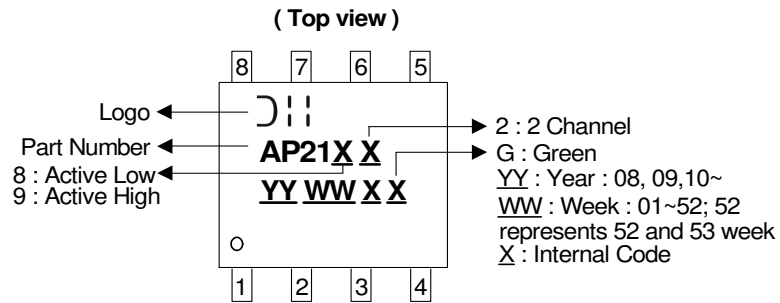 ( Top view )
8 7 6 5
Logo
Part Number
8 : Active Low
9 : Active High
AP21X X
YY WW X X
2 : 2 Channel
G : Green
YY : Year : 08, 09,10~
WW : Week : 01~52; 52
represents 52 and 53 week
X : Internal Code
1 2 3 4